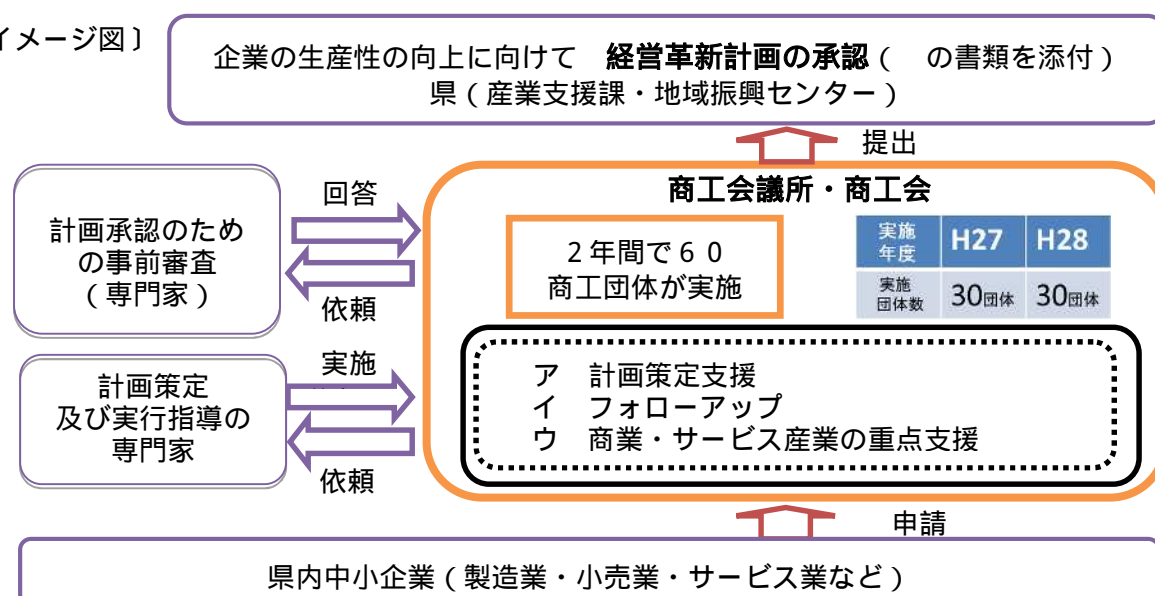 イメージ図〕
企業の生産性の向上に向けて 経営革新計画の承認( の書類を添付)
県(産業支援課・地域振興センター)
提出
商工会議所・商工会
計画承認のため
の事前審査
(専門家)
回答
依頼
2年間で60
商工団体が実施
実施
年度 H27 H28
実施
団体数 30団体 30団体
計画策定
及び実行指導の
専門家
実施
依頼
ア 計画策定支援
イ フォローアップ
ウ 商業・サービス産業の重点支援
申請
県内中小企業(製造業・小売業・サービス業など)